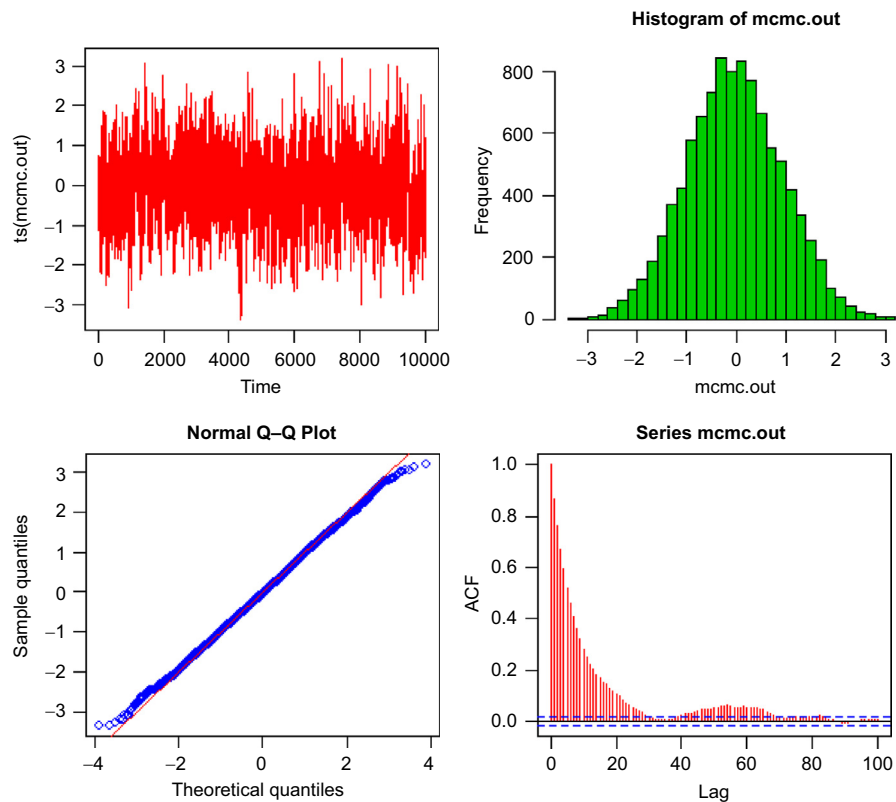 Histogram of mcmc.out
ts(mcmc.out)
3
2
1
0
−1
−2
−3
0 2000 4000 6000 8000 10000
Time
Frequency
800
600
400
200
0
−3 −2 −1 0 1 2 3
mcmc.out
Normal Q–Q Plot
Sample quantiles
3
2
1
0
−1
−2
−3
−4 −2 0 2 4
Theoretical quantiles
Series mcmc.out
ACF
1.0
0.8
0.6
0.4
0.2
0.0
0 20 40 60 80 100
Lag